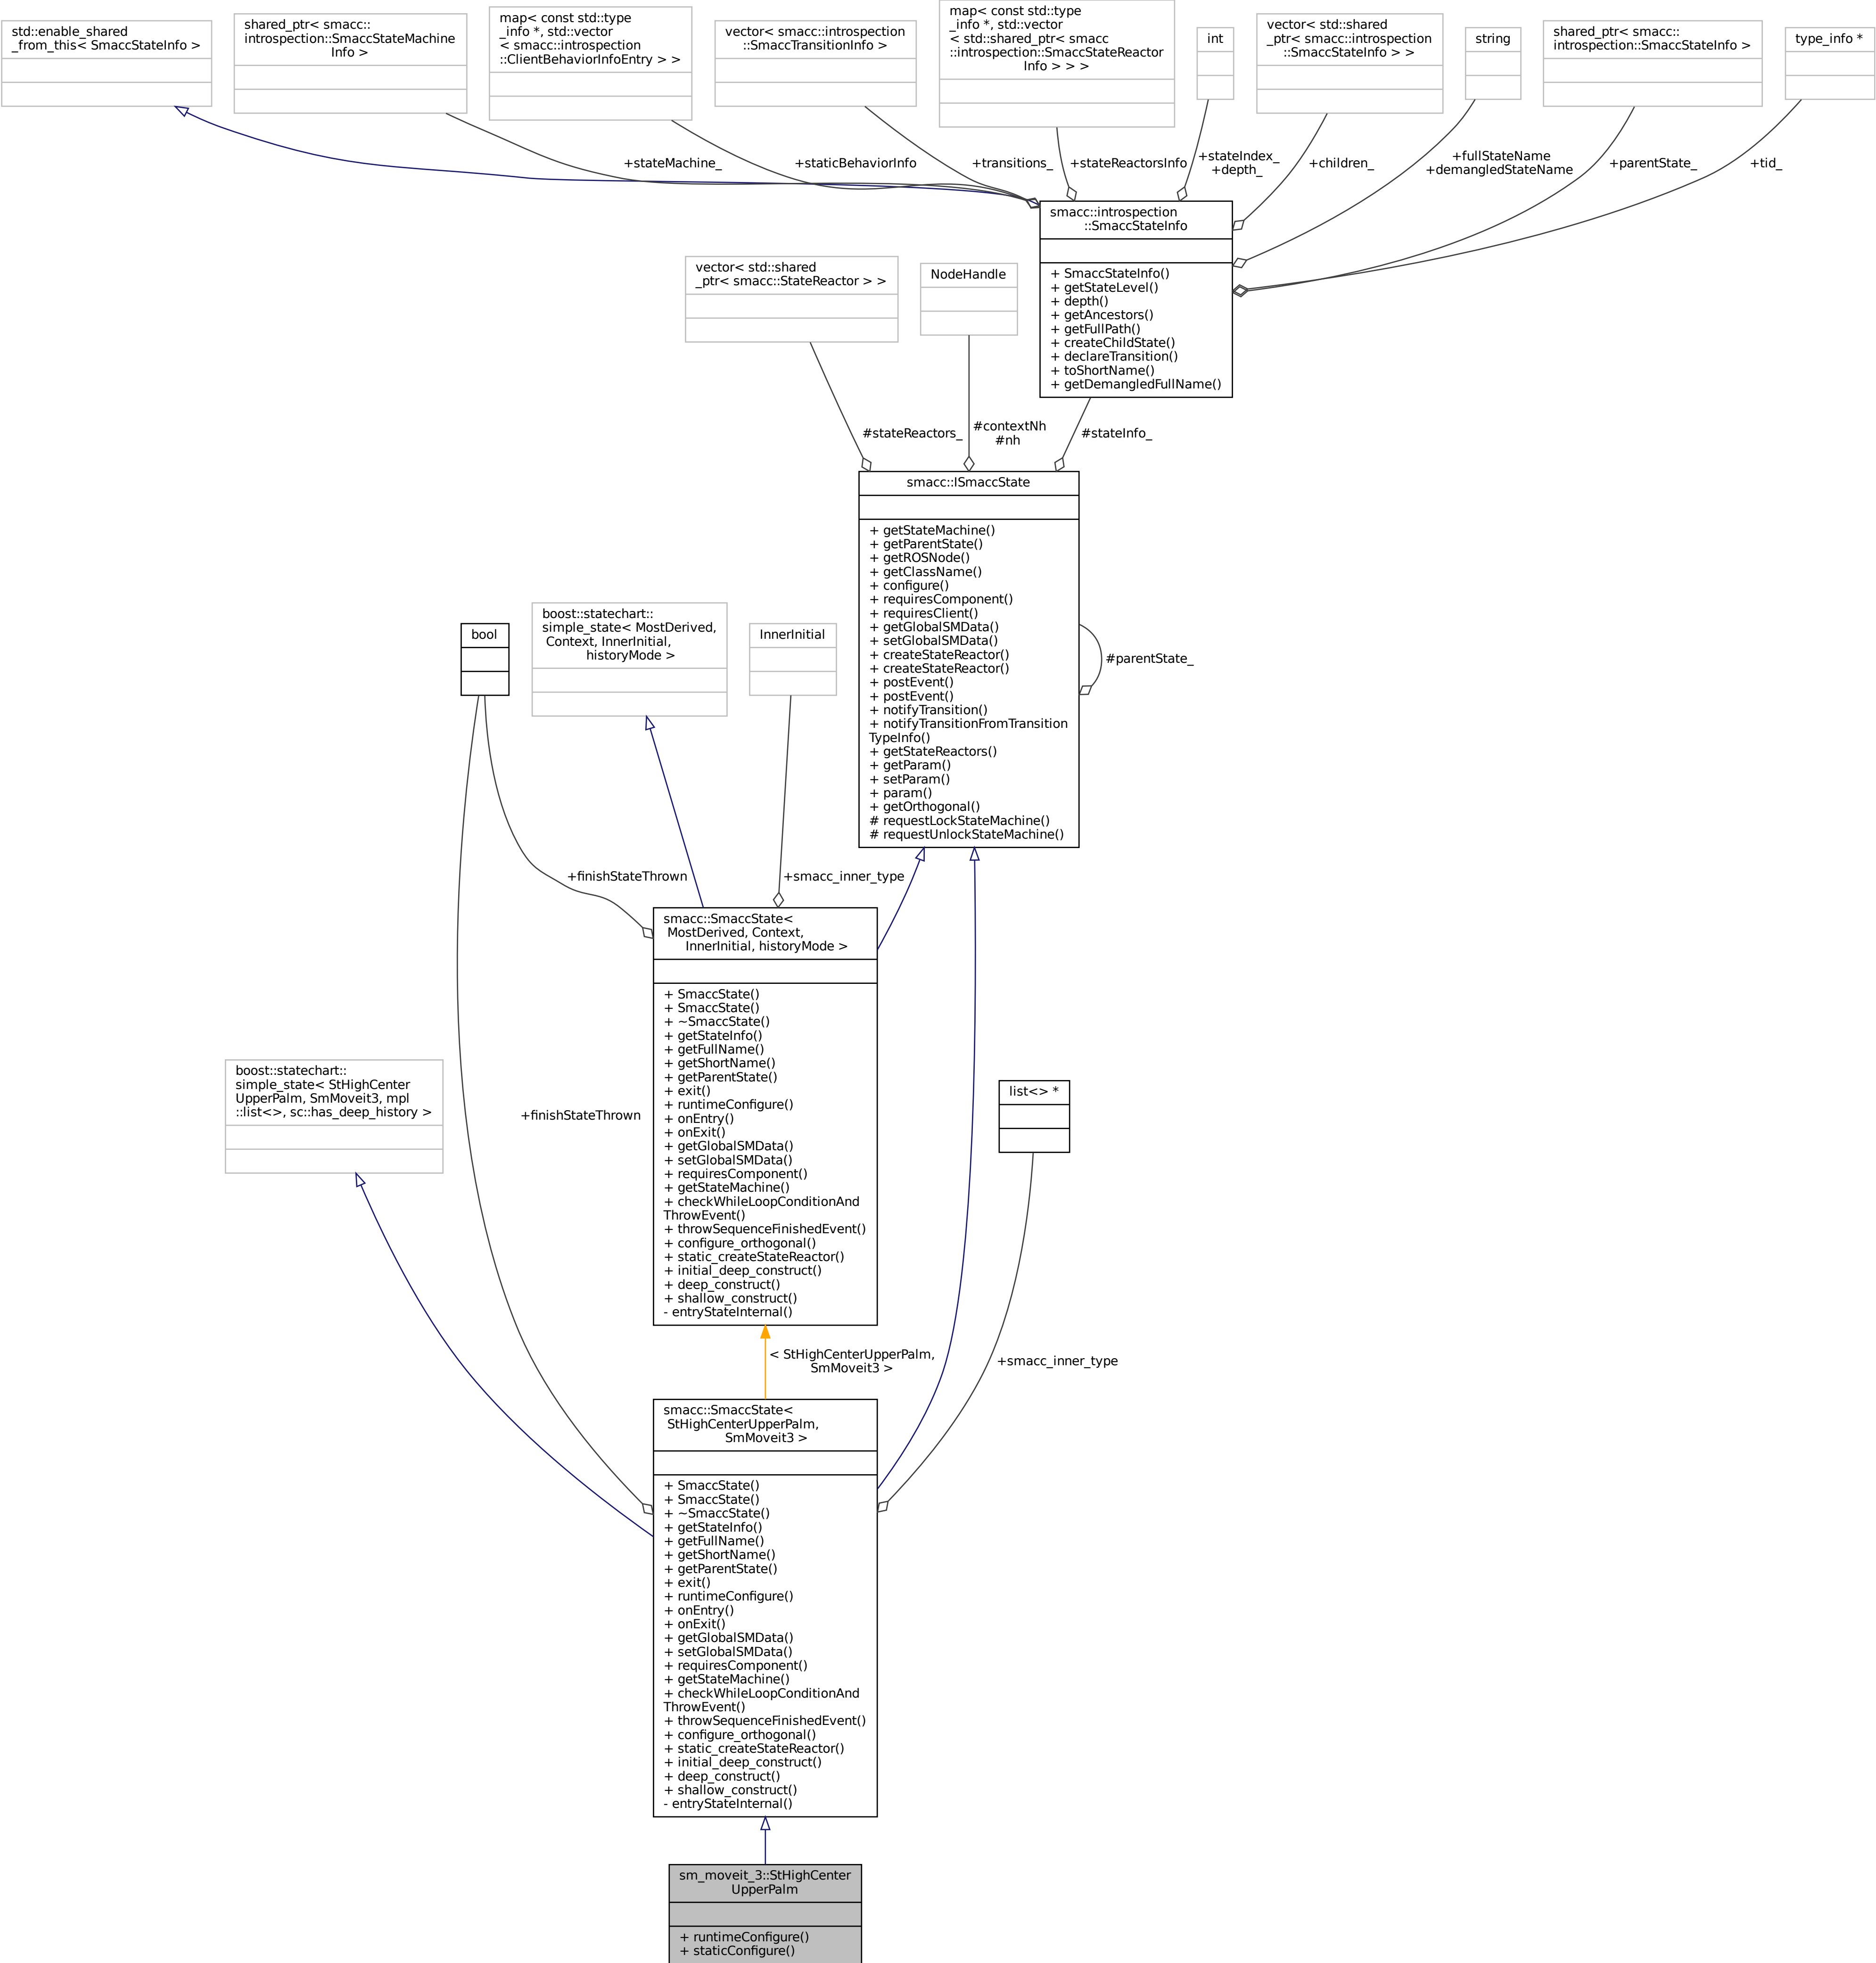 std::enable_shared
_from_this< SmaccStateInfo >
shared_ptr< smacc::
introspection::SmaccStateMachine
Info >
map< const std::type
_info *, std::vector
< smacc::introspection
::ClientBehaviorInfoEntry > >
vector< smacc::introspection
::SmaccTransitionInfo >
map< const std::type
_info *, std::vector
< std::shared_ptr< smacc
::introspection::SmaccStateReactor
Info > > >
int
vector< std::shared
_ptr< smacc::introspection
::SmaccStateInfo > >
string
shared_ptr< smacc::
introspection::SmaccStateInfo >
type_info *
+stateMachine_
+staticBehaviorInfo
+transitions_
+stateReactorsInfo
+stateIndex_
+depth_
+children_
+fullStateName
+demangledStateName
+parentState_
+tid_
smacc::introspection
::SmaccStateInfo
+ SmaccStateInfo()
+ getStateLevel()
+ depth()
+ getAncestors()
+ getFullPath()
+ createChildState()
+ declareTransition()
+ toShortName()
+ getDemangledFullName()
vector< std::shared
_ptr< smacc::StateReactor > >
NodeHandle
#stateReactors_
#contextNh
#nh
#stateInfo_
smacc::ISmaccState
+ getStateMachine()
+ getParentState()
+ getROSNode()
+ getClassName()
+ configure()
+ requiresComponent()
+ requiresClient()
+ getGlobalSMData()
+ setGlobalSMData()
+ createStateReactor()
+ createStateReactor()
+ postEvent()
+ postEvent()
+ notifyTransition()
+ notifyTransitionFromTransition
TypeInfo()
+ getStateReactors()
+ getParam()
+ setParam()
+ param()
+ getOrthogonal()
# requestLockStateMachine()
# requestUnlockStateMachine()
#parentState_
bool
boost::statechart::
simple_state< MostDerived,
Context, InnerInitial,
historyMode >
InnerInitial
+finishStateThrown
+smacc_inner_type
smacc::SmaccState<
MostDerived, Context,
InnerInitial, historyMode >
+ SmaccState()
+ SmaccState()
+ ~SmaccState()
+ getStateInfo()
+ getFullName()
+ getShortName()
+ getParentState()
+ exit()
+ runtimeConfigure()
+ onEntry()
+ onExit()
+ getGlobalSMData()
+ setGlobalSMData()
+ requiresComponent()
+ getStateMachine()
+ checkWhileLoopConditionAnd
ThrowEvent()
+ throwSequenceFinishedEvent()
+ configure_orthogonal()
+ static_createStateReactor()
+ initial_deep_construct()
+ deep_construct()
+ shallow_construct()
- entryStateInternal()
boost::statechart::
simple_state< StHighCenter
UpperPalm, SmMoveit3, mpl
::list<>, sc::has_deep_history >
+finishStateThrown
list<> *
< StHighCenterUpperPalm,
SmMoveit3 >
+smacc_inner_type
smacc::SmaccState<
StHighCenterUpperPalm,
SmMoveit3 >
+ SmaccState()
+ SmaccState()
+ ~SmaccState()
+ getStateInfo()
+ getFullName()
+ getShortName()
+ getParentState()
+ exit()
+ runtimeConfigure()
+ onEntry()
+ onExit()
+ getGlobalSMData()
+ setGlobalSMData()
+ requiresComponent()
+ getStateMachine()
+ checkWhileLoopConditionAnd
ThrowEvent()
+ throwSequenceFinishedEvent()
+ configure_orthogonal()
+ static_createStateReactor()
+ initial_deep_construct()
+ deep_construct()
+ shallow_construct()
- entryStateInternal()
sm_moveit_3::StHighCenter
UpperPalm
+ runtimeConfigure()
+ staticConfigure()